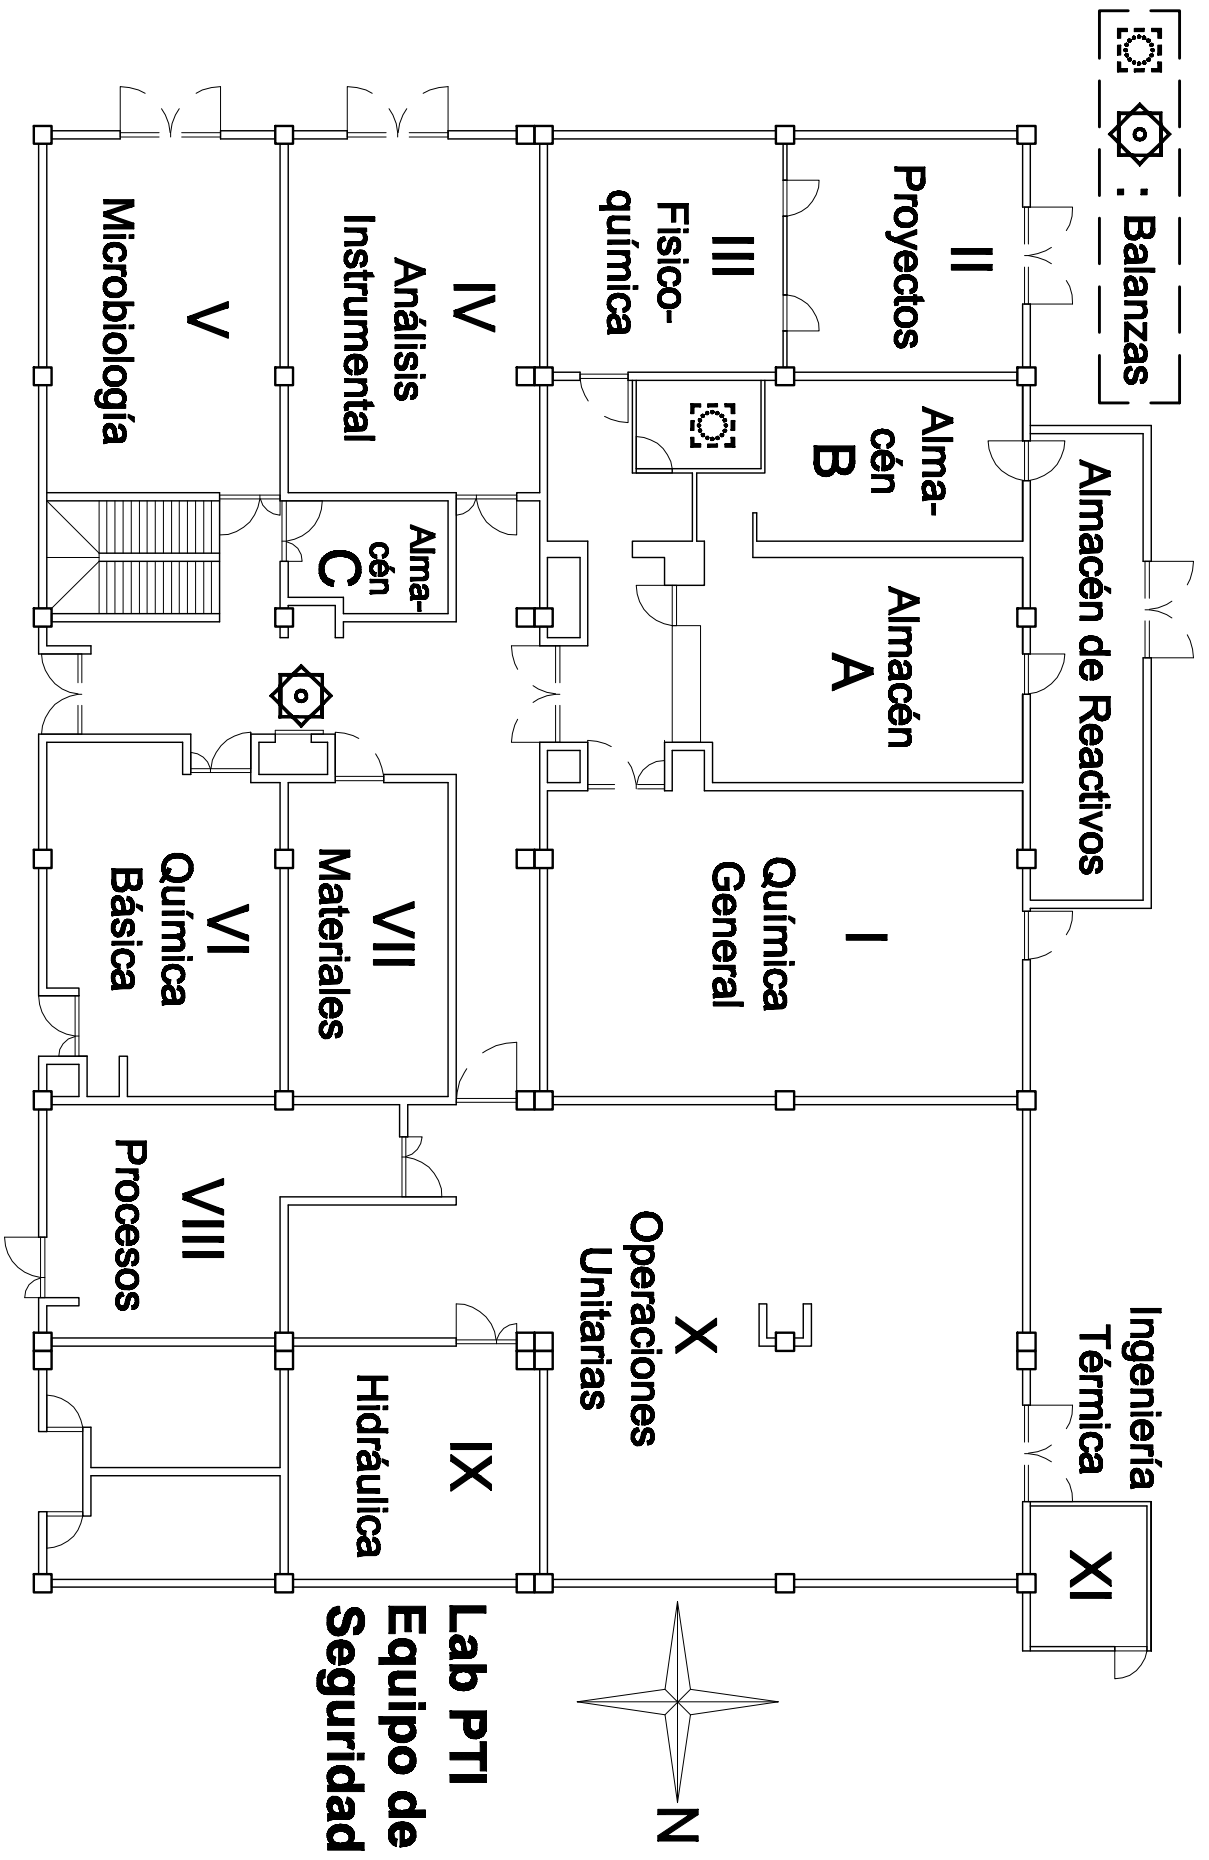 : Balanzas
Almacén de Reactivos
Ingeniería
Térmica
XI
II
Proyectos
Alma-
cén
B
Almacén
A
I
Química
General
III
Fisico-
química
X
Operaciones
Unitarias
N
IV
Análisis
Instrumental
Alma-
cén
C
VII
Materiales
IX
Hidráulica
V
Microbiología
VI
Química
Básica
VIII
Procesos
Lab PTI
Equipo de
Seguridad